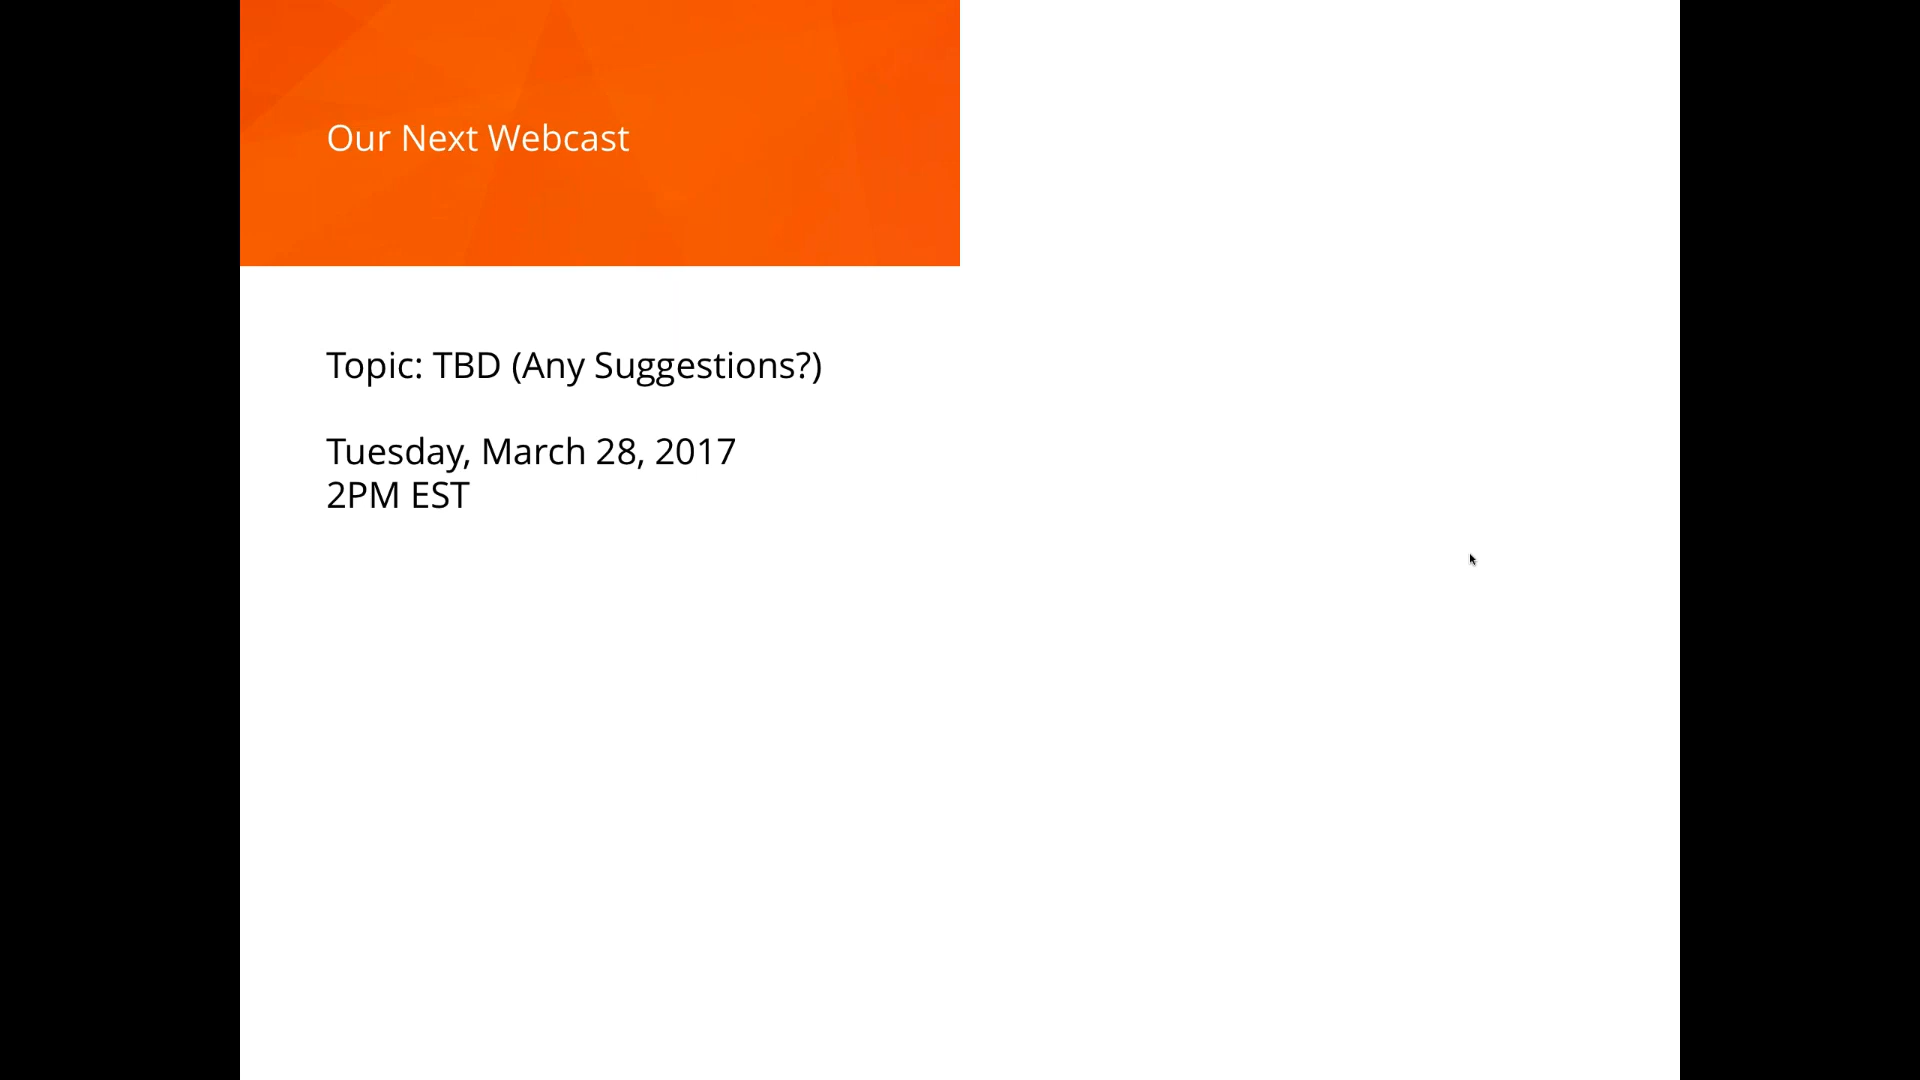 Our Next Webcast
Topic: TBD (Any Suggestions?)
Tuesday, March 28, 2017
2PM EST